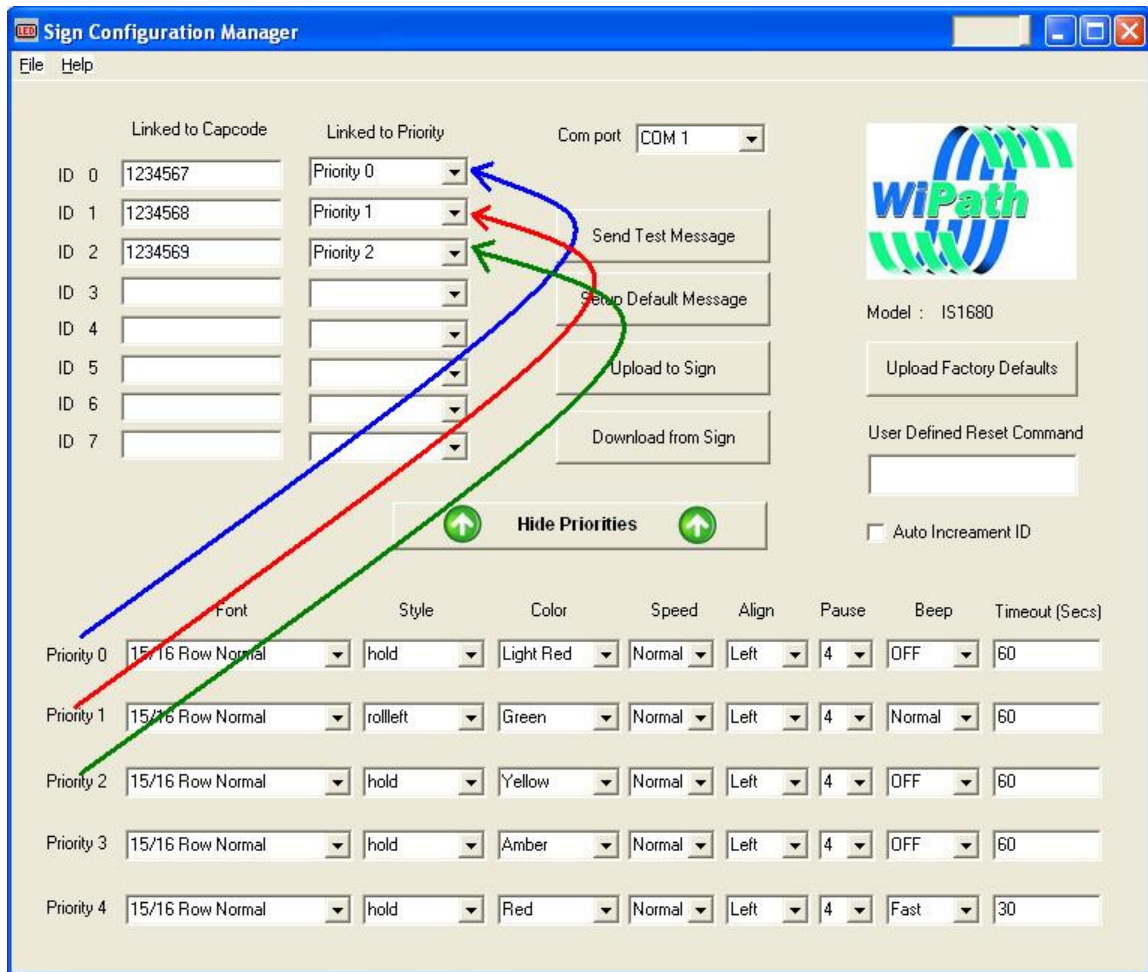 LED Sign Configuration Manager
File Help
Linked to Capcode Linked to Priority Com port COM 1
ID 0 1234567 Priority 0
ID 1 1234568 Priority 1
ID 2 1234569 Priority 2
ID 3
ID 4
ID 5
ID 6
ID 7
Send Test Message
Setup Default Message
Upload to Sign
Download from Sign
WiPath
Model : IS1680
Upload Factory Defaults
User Defined Reset Command
Auto Increament ID
Hide Priorities
Font Style Color Speed Align Pause Beep Timeout (Secs)
Priority 0 15/16 Row Normal hold Light Red Normal Left 4 OFF 60
Priority 1 15/16 Row Normal rollleft Green Normal Left 4 Normal 60
Priority 2 15/16 Row Normal hold Yellow Normal Left 4 OFF 60
Priority 3 15/16 Row Normal hold Amber Normal Left 4 OFF 60
Priority 4 15/16 Row Normal hold Red Normal Left 4 Fast 30